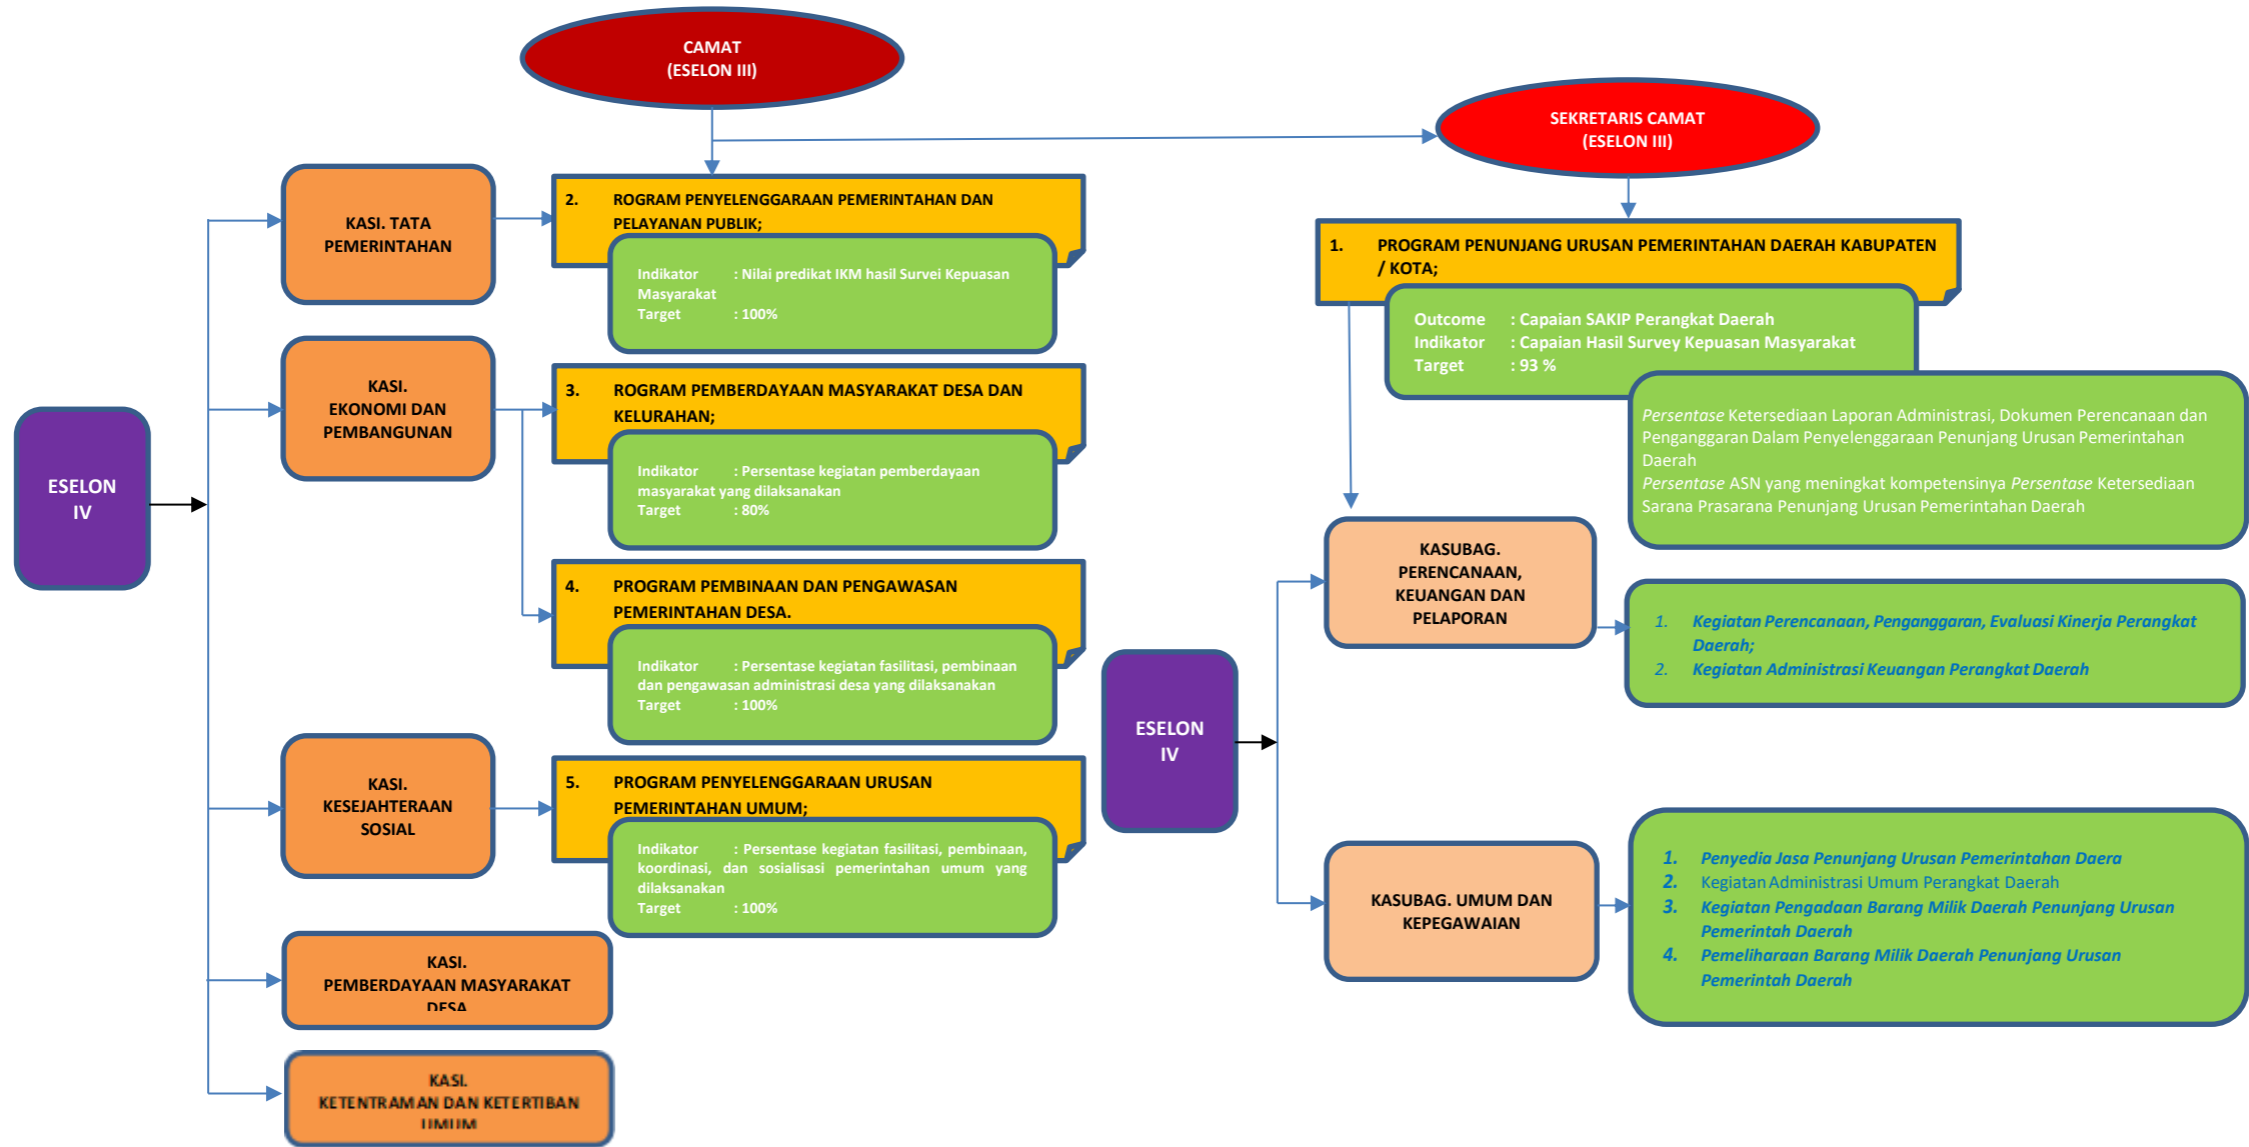 CAMAT
(ESELON III)
SEKRETARIS CAMAT
(ESELON III)
KASI. TATA
PEMERINTAHAN
2. ROGRAM PENYELENGGARAAN PEMERINTAHAN DAN
PELAYANAN PUBLIK;
Indikator : Nilai predikat IKM hasil Survei Kepuasan
Masyarakat
Target : 100%
1. PROGRAM PENUNJANG URUSAN PEMERINTAHAN DAERAH KABUPATEN
/ KOTA;
Outcome : Capaian SAKIP Perangkat Daerah
Indikator : Capaian Hasil Survey Kepuasan Masyarakat
Target : 93 %
Persentase Ketersediaan Laporan Administrasi, Dokumen Perencanaan dan
Penganggaran Dalam Penyelenggaraan Penunjang Urusan Pemerintahan
Daerah
Persentase ASN yang meningkat kompetensinya Persentase Ketersediaan
Sarana Prasarana Penunjang Urusan Pemerintahan Daerah
ESELON
IV
KASI.
EKONOMI DAN
PEMBANGUNAN
3. ROGRAM PEMBERDAYAAN MASYARAKAT DESA DAN
KELURAHAN;
Indikator : Persentase kegiatan pemberdayaan
masyarakat yang dilaksanakan
Target : 80%
4. PROGRAM PEMBINAAN DAN PENGAWASAN
PEMERINTAHAN DESA.
Indikator : Persentase kegiatan fasilitasi, pembinaan
dan pengawasan administrasi desa yang dilaksanakan
Target : 100%
KASI.
KESEJAHTERAAN
SOSIAL
5. PROGRAM PENYELENGGARAAN URUSAN
PEMERINTAHAN UMUM;
Indikator : Persentase kegiatan fasilitasi, pembinaan,
koordinasi, dan sosialisasi pemerintahan umum yang
dilaksanakan
Target : 100%
KASI.
PEMBERDAYAAN MASYARAKAT
DESA
KASI.
KETENTRAMAN DAN KETERTIBAN
UMUM
ESELON
IV
KASUBAG.
PERENCANAAN,
KEUANGAN DAN
PELAPORAN
1. Kegiatan Perencanaan, Penganggaran, Evaluasi Kinerja Perangkat
Daerah;
2. Kegiatan Administrasi Keuangan Perangkat Daerah
KASUBAG. UMUM DAN
KEPEGAWAIAN
1. Penyedia Jasa Penunjang Urusan Pemerintahan Daera
2. Kegiatan Administrasi Umum Perangkat Daerah
3. Kegiatan Pengadaan Barang Milik Daerah Penunjang Urusan
Pemerintah Daerah
4. Pemeliharaan Barang Milik Daerah Penunjang Urusan
Pemerintah Daerah